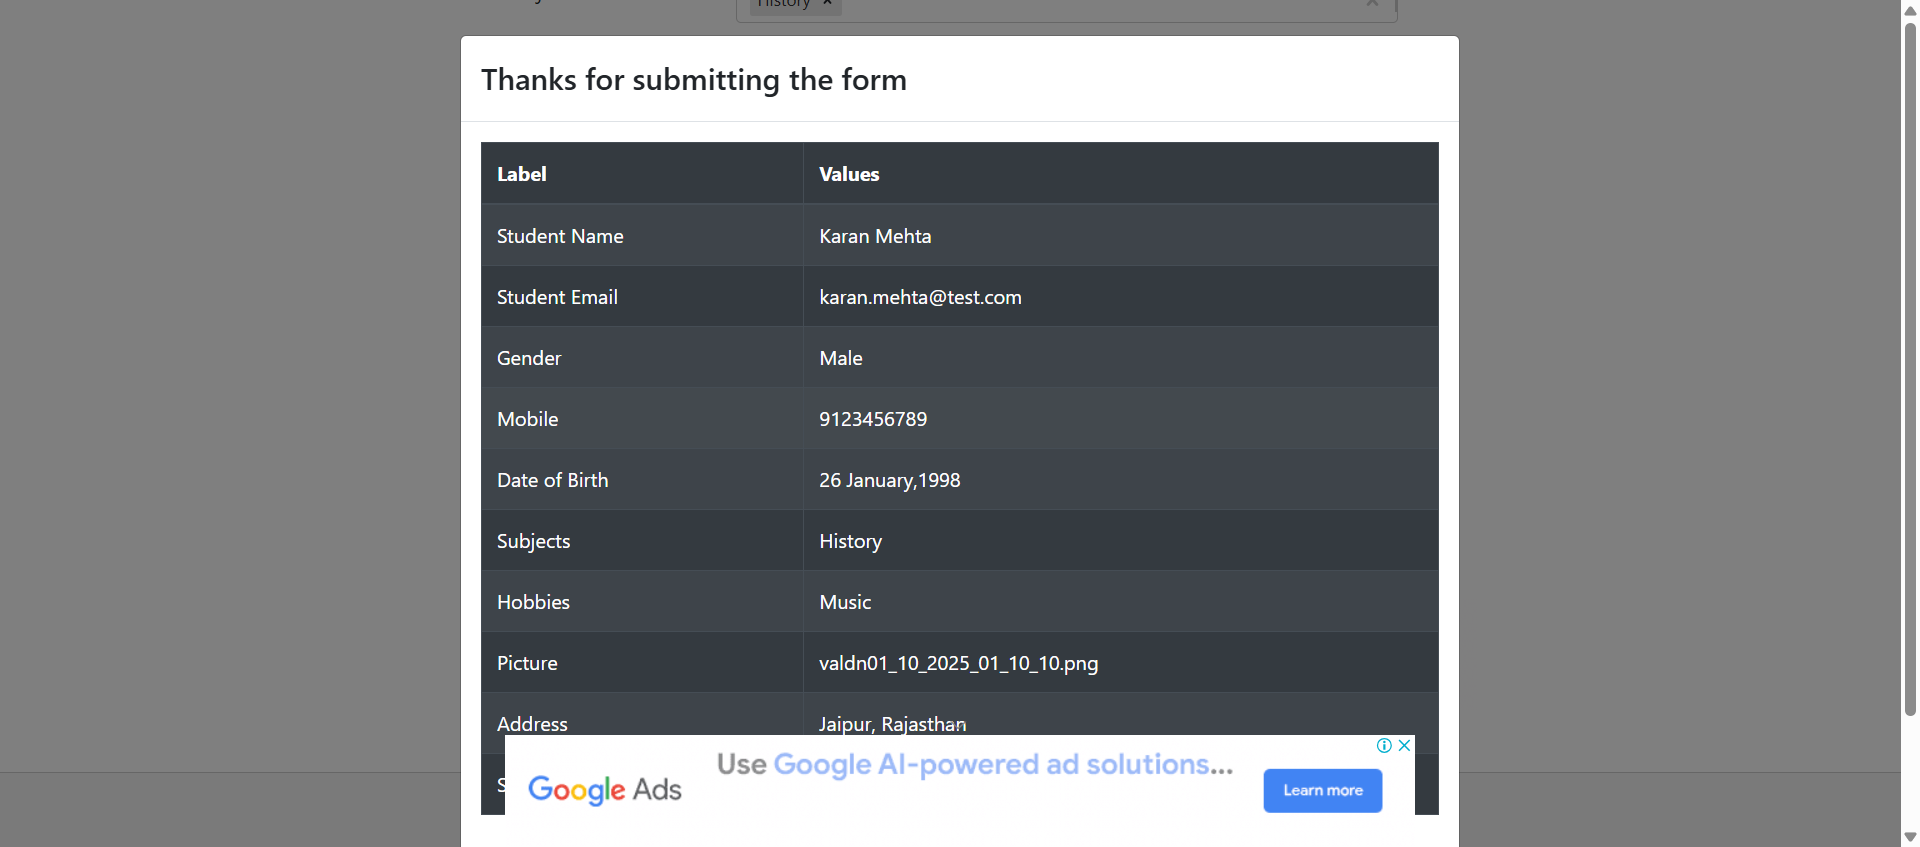 History ×
Thanks for submitting the form
Label Values
Student Name Karan Mehta
Student Email karan.mehta@test.com
Gender Male
Mobile 9123456789
Date of Birth 26 January,1998
Subjects History
Hobbies Music
Picture valdn01_10_2025_01_10_10.png
Address Jaipur, Rajasthan
Use Google AI-powered ad solutions...
Google Ads
Learn more